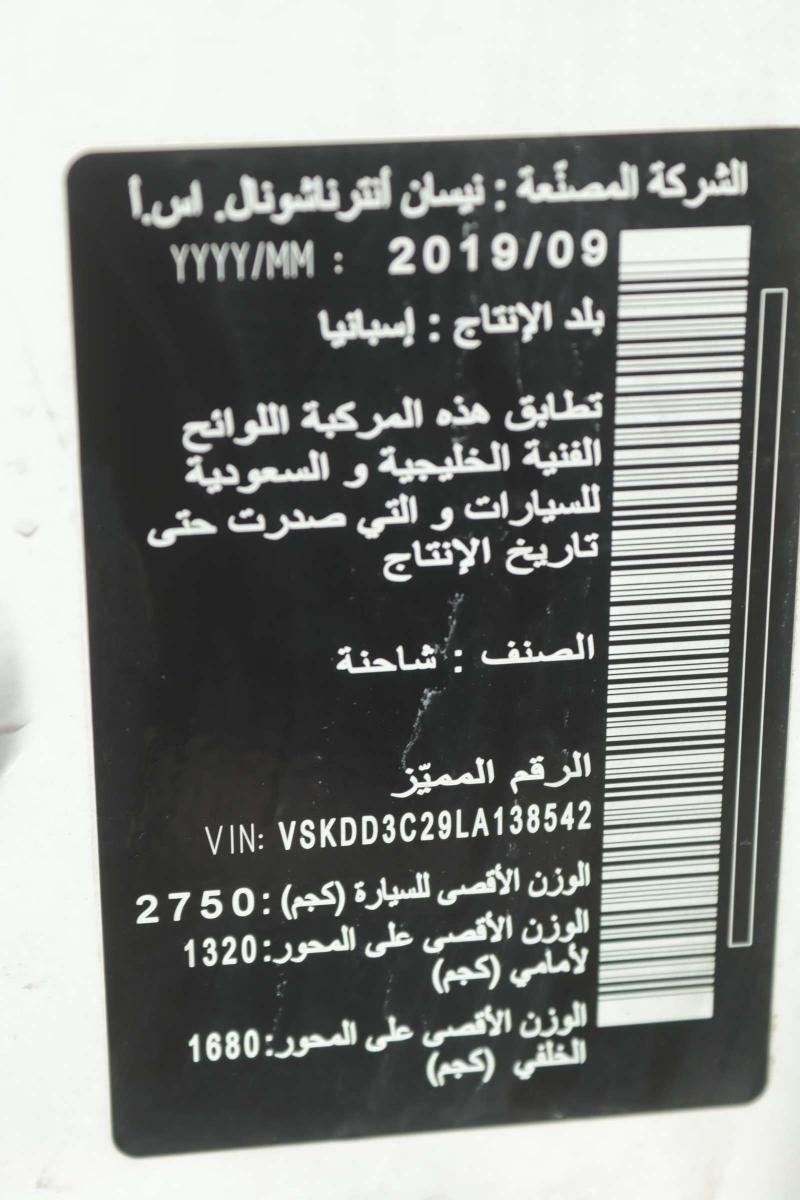 الشركة المصنّعة : نيسان أنترناشونال. اس.أ
YYYY/MM : 2019/09
بلد الإنتاج : إسبانيا
تطابق هذه المركبة اللوائح
الفنية الخليجية و السعودية
للسيارات و التي صدرت حتى
تاريخ الإنتاج
الصنف : شاحنة
الرقم المميّز
VIN: VSKDD3C29LA138542
الوزن الأقصى للسيارة (كجم): 2750
الوزن الأقصى على المحور: 1320
لأمامي (كجم)
الوزن الأقصى على المحور: 1680
الخلفي (كجم)